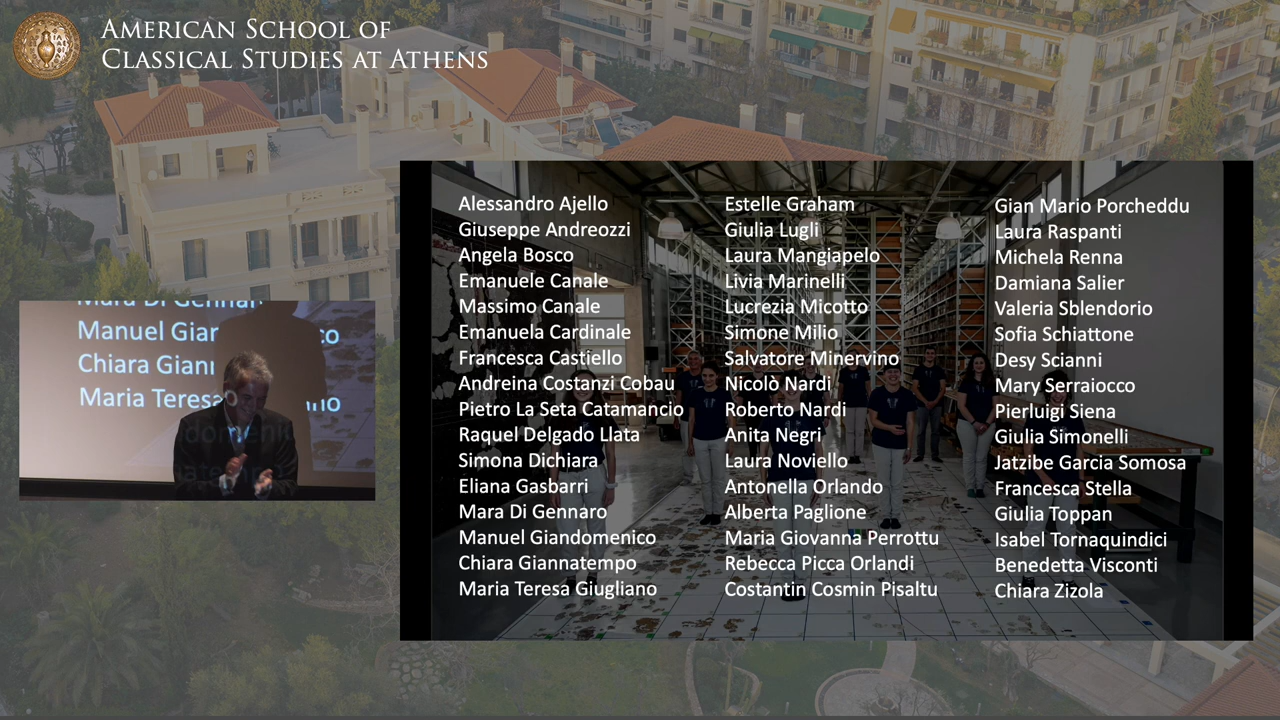 AMERICAN SCHOOL OF
CLASSICAL STUDIES AT ATHENS
Manuel Gian
co
Chiara Giann
Maria Teresa
no
Alessandro Ajello
Giuseppe Andreozzi
Angela Bosco
Emanuele Canale
Massimo Canale
Emanuela Cardinale
Francesca Castiello
Andreina Costanzi Cobau
Pietro La Seta Catamancio
Raquel Delgado Llata
Simona Dichiara
Eliana Gasbarri
Mara Di Gennaro
Manuel Giandomenico
Chiara Giannatempo
Maria Teresa Giugliano
Estelle Graham
Giulia Lugli
Laura Mangiapelo
Livia Marinelli
Lucrezia Micotto
Simone Milio
Salvatore Minervino
Nicolò Nardi
Roberto Nardi
Anita Negri
Laura Noviello
Antonella Orlando
Alberta Paglione
Maria Giovanna Perrottu
Rebecca Picca Orlandi
Costantin Cosmin Pisaltu
Gian Mario Porcheddu
Laura Raspanti
Michela Renna
Damiana Salier
Valeria Sblendorio
Sofia Schiattone
Desy Scianni
Mary Serraiocco
Pierluigi Siena
Giulia Simonelli
Jatzibe Garcia Somosa
Francesca Stella
Giulia Toppan
Isabel Tornaquindici
Benedetta Visconti
Chiara Zizola